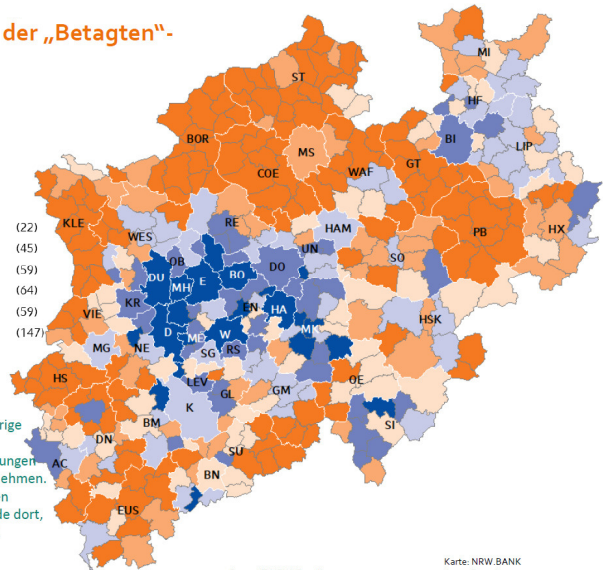 der „Betagten“-
MI
ST
HF
BOR
BI
LIP
MS
COE
WAF
GT
(22)
KLE
RE
PB
HX
WES
HAM
(45)
OB
UN
SO
(59)
DU
E
BO
DO
(64)
MH
KR
EN
HA
(59)
VIE
HSK
(147)
D
W
MK
ME
MG
NE
SG
RS
HS
LEV
OE
K
GL
GM
BM
SI
rige
DN
SU
ungen
AC
BN
ehmen.
en
EUS
de dort,
Karte: NRW.BANK